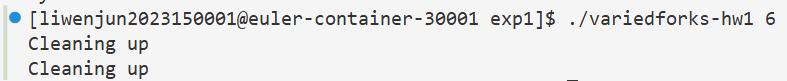 [liwenjun2023150001@euler-container-30001 exp1]$ ./variedforks-hw1 6
Cleaning up
Cleaning up